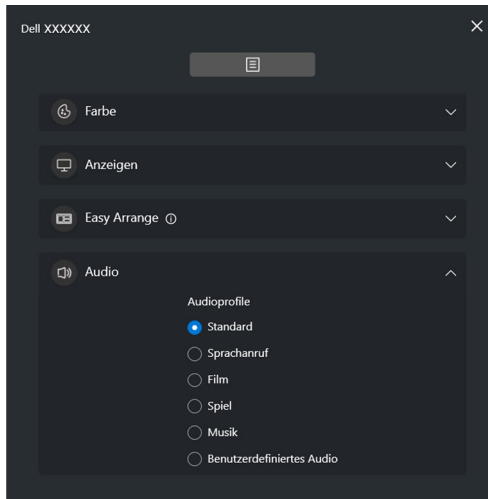 Dell XXXXXX
Farbe
Anzeigen
Easy Arrange
Audio
Audioprofile
Standard
Sprachanruf
Film
Spiel
Musik
Benutzerdefiniertes Audio